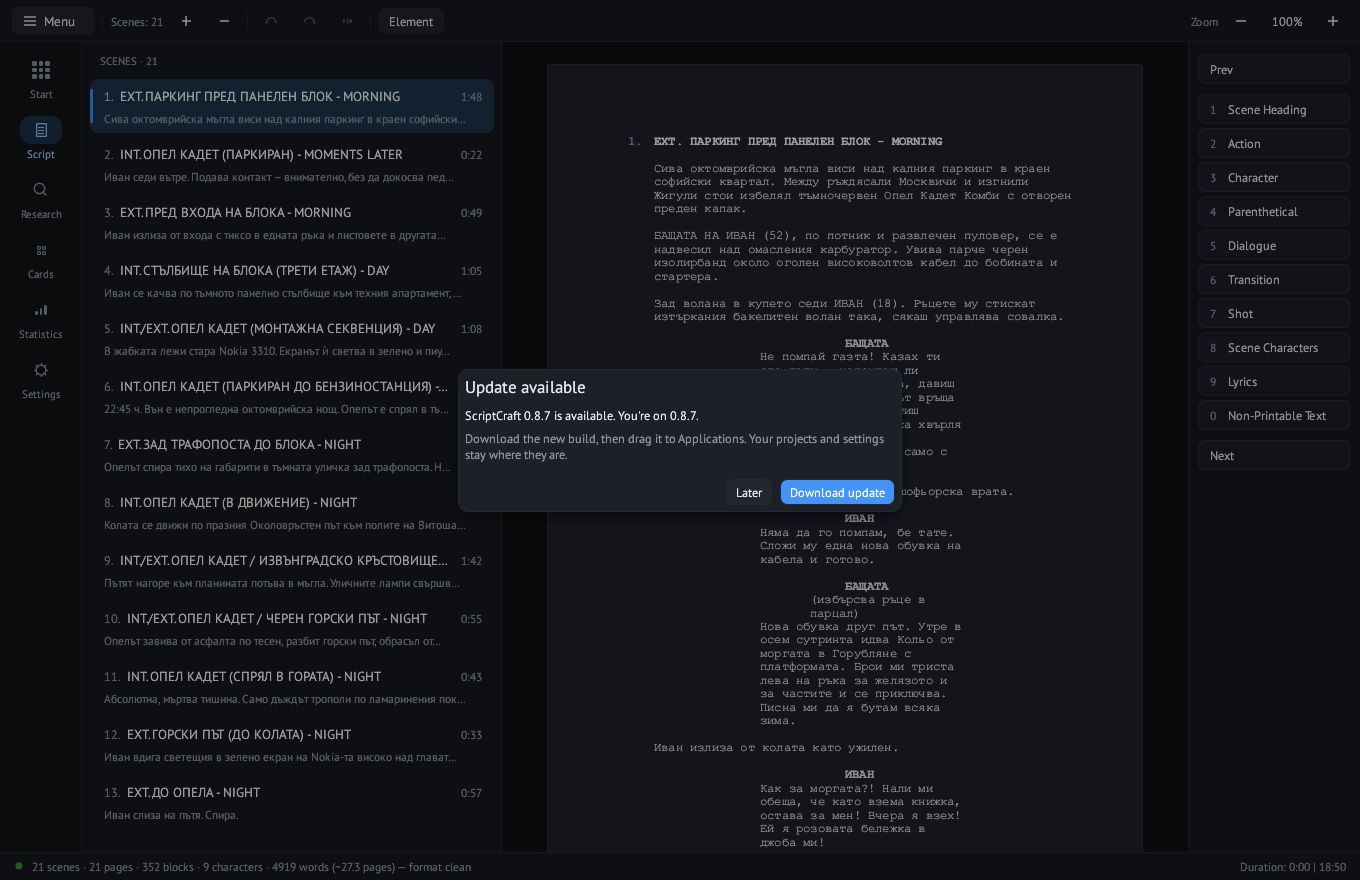 Menu
Scenes: 21
Element
Zoom
100%
Start
Script
Research
Cards
Statistics
Settings
SCENES · 21
1. EXT.ПАРКИНГ ПРЕД ПАНЕЛЕН БЛОК - MORNING 1:48
Сива октомврийска мъгла виси над калния паркинг в краен софийски...
2. INT.ОПЕЛ КАДЕТ (ПАРКИРАН) - MOMENTS LATER 0:22
Иван седи вътре. Подава контакт – внимателно, без да докосва пед...
3. EXT.ПРЕД ВХОДА НА БЛОКА - MORNING 0:49
Иван излиза от входа с тиксо в едната ръка и листовете в другата...
4. INT.СТЪЛБИЩЕ НА БЛОКА (ТРЕТИ ЕТАЖ) - DAY 1:05
Иван се качва по тъмното панелно стълбище към техния апартамент, ...
5. INT./EXT.ОПЕЛ КАДЕТ (МОНТАЖНА СЕКВЕНЦИЯ) - DAY 1:08
В жабката лежи стара Nokia 3310. Екранът ѝ светва в зелено и пиу...
6. INT.ОПЕЛ КАДЕТ (ПАРКИРАН ДО БЕНЗИНОСТАНЦИЯ) -...
22:45 ч. Вън е непрогледна октомврийска нощ. Опелът е спрял в тъ...
7. EXT.ЗАД ТРАФОПОСТА ДО БЛОКА - NIGHT
Опелът спира тихо на габарити в тъмната уличка зад трафопоста. Н...
8. INT.ОПЕЛ КАДЕТ (В ДВИЖЕНИЕ) - NIGHT
Колата се движи по празния Околовръстен път към полите на Витоша...
9. INT./EXT.ОПЕЛ КАДЕТ / ИЗВЪНГРАДСКО КРЪСТОВИЩЕ... 1:42
Пътят нагоре към планината потъва в мъгла. Уличните лампи свършв...
10. INT./EXT.ОПЕЛ КАДЕТ / ЧЕРЕН ГОРСКИ ПЪТ - NIGHT 0:55
Опелът завива от асфалта по тесен, разбит горски път, обрасъл от...
11. INT.ОПЕЛ КАДЕТ (СПРЯЛ В ГОРАТА) - NIGHT 0:43
Абсолютна, мъртва тишина. Само дъждът трополи по ламаринения пок...
12. EXT.ГОРСКИ ПЪТ (ДО КОЛАТА) - NIGHT 0:33
Иван вдига светещия в зелено екран на Nokia-та високо над глават...
13. EXT.ДО ОПЕЛА - NIGHT 0:57
Иван слиза на пътя. Спира.
1. EXT. ПАРКИНГ ПРЕД ПАНЕЛЕН БЛОК - MORNING
Сива октомврийска мъгла виси над калния паркинг в краен
софийски квартал. Между ръждясали Москвичи и изгнили
Жигули стои избелял тъмночервен Опел Кадет Комби с отворен
преден капак.
БАЩАТА НА ИВАН (52), по потник и развлечен пуловер, се е
надвесил над омасления карбуратор. Увива парче черен
изолирбанд около оголен високоволтов кабел до бобината и
стартера.
Зад волана в купето седи ИВАН (18). Ръцете му стискат
изтъркания бакелитен волан така, сякаш управлява совалка.
БАЩАТА
Не помпай газта! Казах ти
ли
, давиш
ът връща
тиш
ка хвърля
само с
шофьорска врата.
Update available
ScriptCraft 0.8.7 is available. You're on 0.8.7.
Download the new build, then drag it to Applications. Your projects and settings
stay where they are.
Later
Download update
ИВАН
Няма да го помпам, бе тате.
Сложи му една нова обувка на
кабела и готово.
БАЩАТА
(избърсва ръце в
парцал)
Нова обувка друг път. Утре в
осем сутринта идва Кольо от
моргата в Горубляне с
платформата. Брои ми триста
лева на ръка за желязото и
за частите и се приключва.
Писна ми да я бутам всяка
зима.
Иван излиза от колата като ужилен.
ИВАН
Как за моргата?! Нали ми
обеща, че като взема книжка,
остава за мен! Вчера я взех!
Ей я розовата бележка в
джоба ми!
Prev
1 Scene Heading
2 Action
3 Character
4 Parenthetical
5 Dialogue
6 Transition
7 Shot
8 Scene Characters
9 Lyrics
0 Non-Printable Text
Next
21 scenes · 21 pages · 352 blocks · 9 characters · 4919 words (~27.3 pages) — format clean
Duration: 0:00 | 18:50